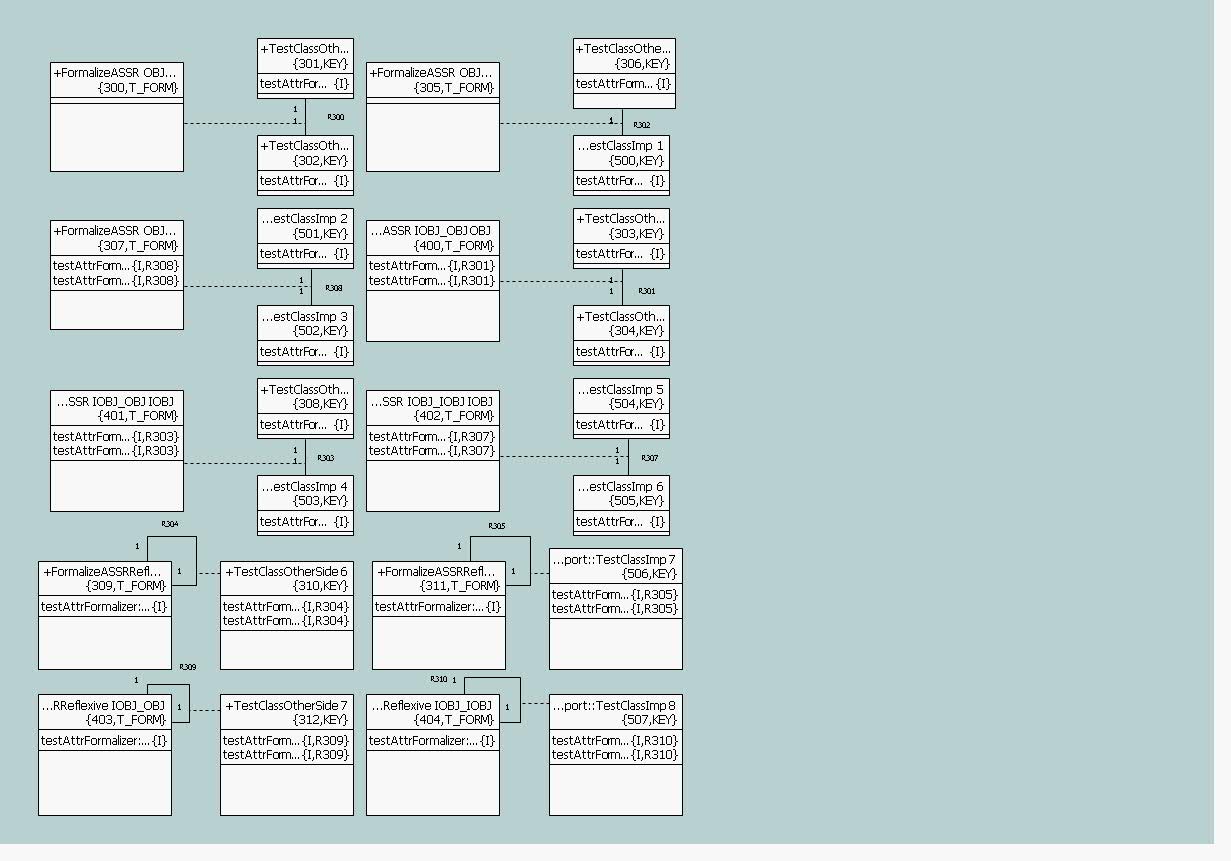 +FormalizeASSR OBJ...
{300,T_FORM}
+TestClassOth...
{301,KEY}
testAttrFor... {I}
1
1
R300
+TestClassOth...
{302,KEY}
testAttrFor... {I}
+FormalizeASSR OBJ...
{305,T_FORM}
+TestClassOthe...
{306,KEY}
testAttrForm... {I}
1
R302
...estClassImp 1
{500,KEY}
testAttrFor... {I}
+FormalizeASSR OBJ...
{307,T_FORM}
testAttrForm...{I,R308}
testAttrForm...{I,R308}
...estClassImp 2
{501,KEY}
testAttrFor... {I}
1
1
R308
...estClassImp 3
{502,KEY}
testAttrFor... {I}
...ASSR IOBJ_OBJ OBJ
{400,T_FORM}
testAttrForm...{I,R301}
testAttrForm...{I,R301}
+TestClassOth...
{303,KEY}
testAttrFor... {I}
1
1
R301
+TestClassOth...
{304,KEY}
testAttrFor... {I}
...SSR IOBJ_OBJ IOBJ
{401,T_FORM}
testAttrForm...{I,R303}
testAttrForm...{I,R303}
+TestClassOth...
{308,KEY}
testAttrFor... {I}
1
1
R303
...estClassImp 4
{503,KEY}
testAttrFor... {I}
...SSR IOBJ_IOBJ IOBJ
{402,T_FORM}
testAttrForm...{I,R307}
testAttrForm...{I,R307}
...estClassImp 5
{504,KEY}
testAttrFor... {I}
1
1
R307
...estClassImp 6
{505,KEY}
testAttrFor... {I}
R304
1
1
+FormalizeASSRRefl...
{309,T_FORM}
testAttrFormalizer:...{I}
+TestClassOtherSide 6
{310,KEY}
testAttrForm...{I,R304}
testAttrForm...{I,R304}
R305
1
1
+FormalizeASSRRefl...
{311,T_FORM}
testAttrFormalizer:...{I}
...port::TestClassImp 7
{506,KEY}
testAttrForm...{I,R305}
testAttrForm...{I,R305}
R309
1
1
...RReflexive IOBJ_OBJ
{403,T_FORM}
testAttrFormalizer:...{I}
+TestClassOtherSide 7
{312,KEY}
testAttrForm...{I,R309}
testAttrForm...{I,R309}
R310 1
1
...Reflexive IOBJ_IOBJ
{404,T_FORM}
testAttrFormalizer:...{I}
...port::TestClassImp 8
{507,KEY}
testAttrForm...{I,R310}
testAttrForm...{I,R310}